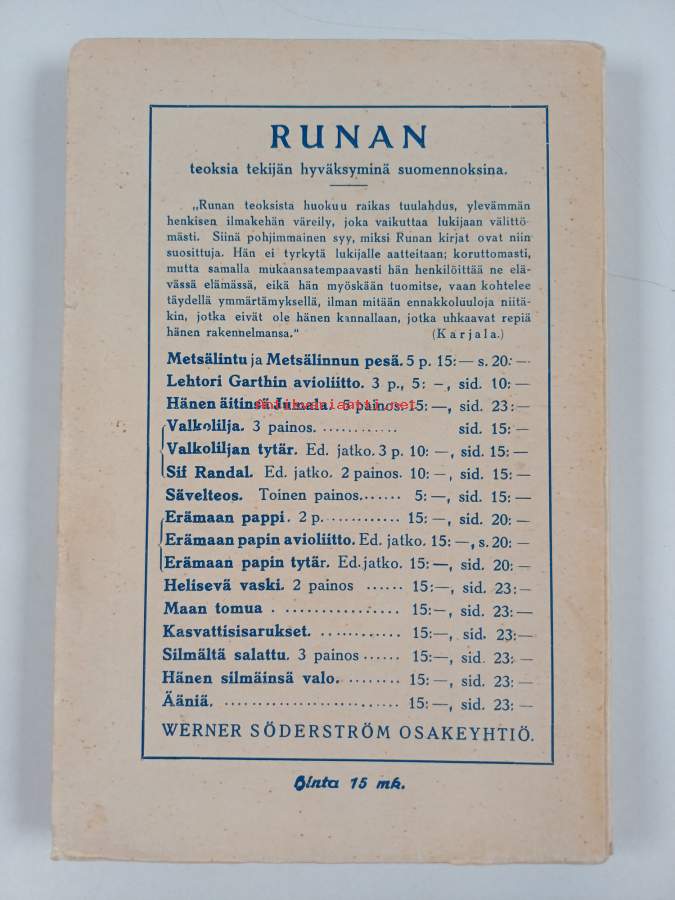 RUNAN
teoksia tekijän hyväksyminä suomennoksina.
„Runan teoksista huokuu raikas tuulahdus, ylevämmän
henkisen ilmakehän väreily, joka vaikuttaa lukijaan välittö-
mästi. Siinä pohjimmainen syy, miksi Runan kirjat ovat niin
suosittuja. Hän ei tyrkytä lukijalle aatteitaan; koruttomasti,
mutta samalla mukaansatempaavasti hän henkilöittää ne elä-
vässä elämässä, eikä hän myöskään tuomitse, vaan kohtelee
täydellä ymmärtämyksellä, ilman mitään ennakkoluuloja niitä-
kin, jotka eivät ole hänen kannallaan, jotka uhkaavat repiä
hänen rakennelmansa.“ (Karjala.)
Metsälintu ja Metsälinnun pesä. 5 p. 15:— s. 20:—
Lehtori Garthin avioliitto. 3 p., 5:—, sid. 10:—
Hänen äitinsä Jumala. 5 painos. 15:—, sid. 23:—
Valkolilja. 3 painos. ............ sid. 15:—
Valkoliljan tytär. Ed. jatko. 3 p. 10:—, sid. 15:—
Sif Randal. Ed. jatko. 2 painos. 10:—, sid. 15:—
Sävelteos. Toinen painos...... 5:—, sid. 15:—
Erämaan pappi. 2 p. ............ 15:—, sid. 20:—
Erämaan papin avioliitto. Ed. jatko. 15:—, s. 20:—
Erämaan papin tytär. Ed. jatko. 15:—, sid. 20:—
Helisevä vaski. 2 painos ...... 15:—, sid. 23:—
Maan tomua ................ 15:—, sid. 23:—
Kasvattisisarukset. ............ 15:—, sid. 23:—
Silmältä salattu. 3 painos ...... 15:—, sid. 23:—
Hänen silmäinsä valo. ........ 15:—, sid. 23:—
Ääniä. ........................ 15:—, sid. 23:—
WERNER SÖDERSTRÖM OSAKEYHTIÖ.
Hinta 15 mk.